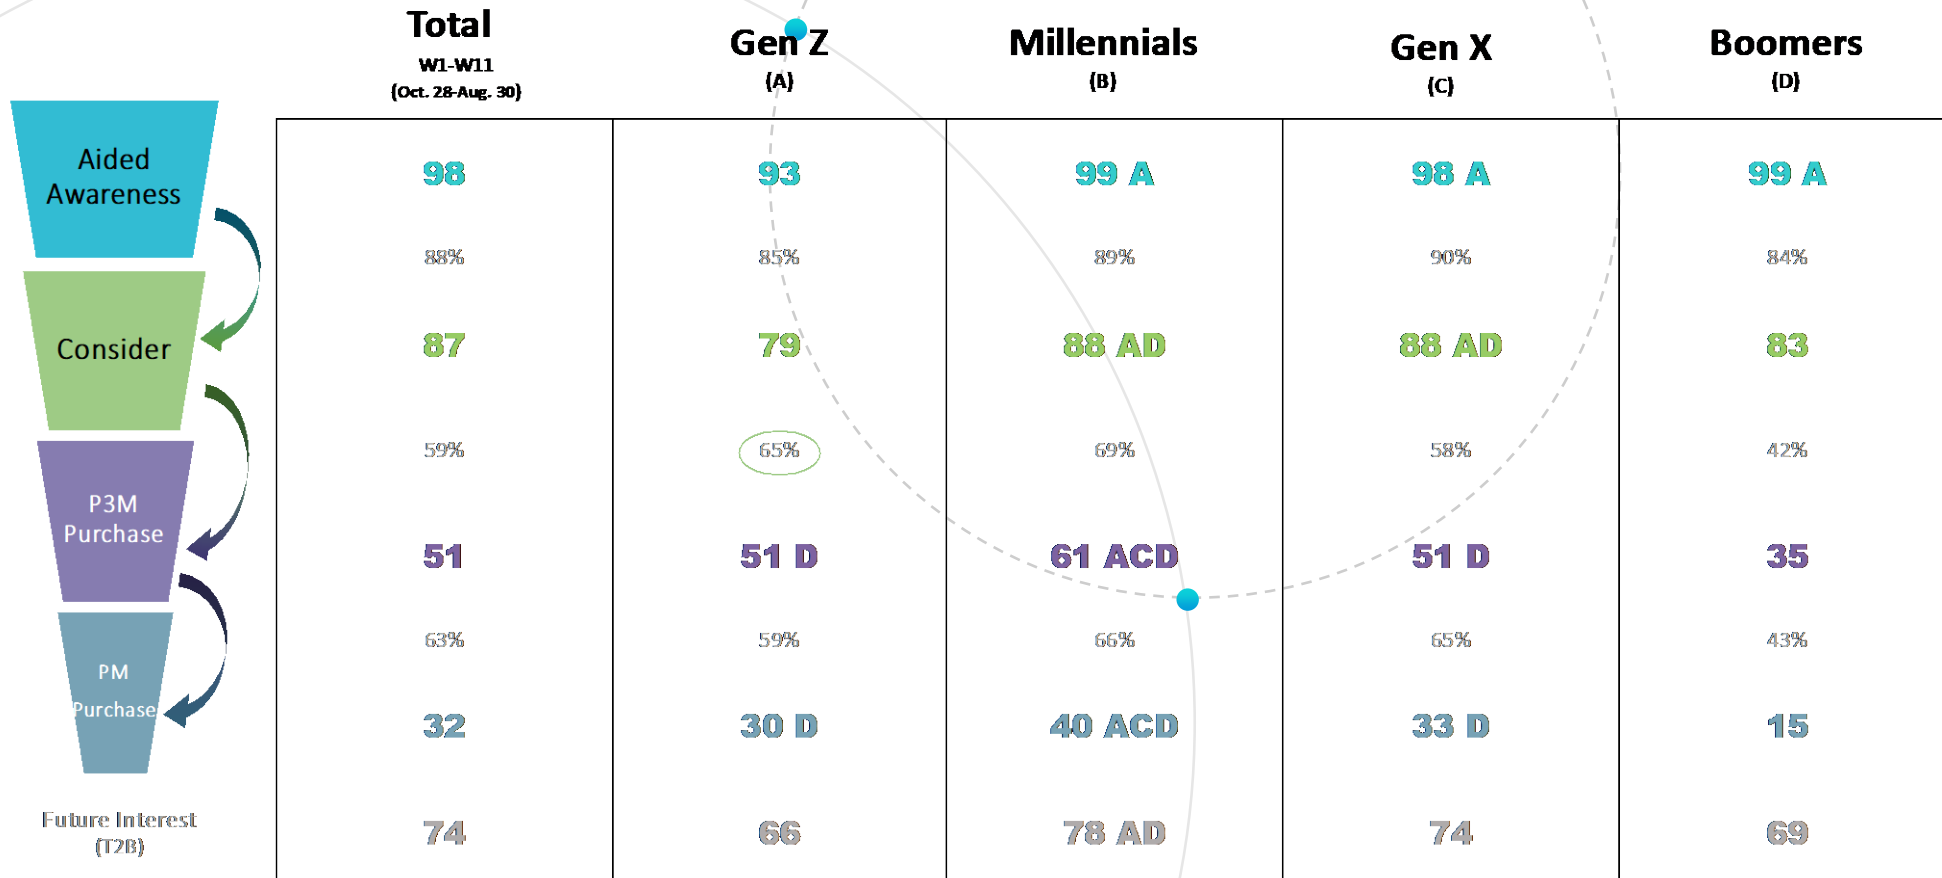 Total
W1-W11
(Oct. 28-Aug. 30)
Gen Z
(A)
Millennials
(B)
Gen X
(C)
Boomers
(D)
Aided
Awareness
98
93
99 A
98 A
99 A
88%
85%
89%
90%
84%
Consider
87
79
88 AD
88 AD
83
59%
65%
69%
58%
42%
P3M
Purchase
51
51 D
61 ACD
51 D
35
63%
59%
66%
65%
43%
PM
Purchase
32
30 D
40 ACD
33 D
15
Future Interest
(T2B)
74
66
78 AD
74
69